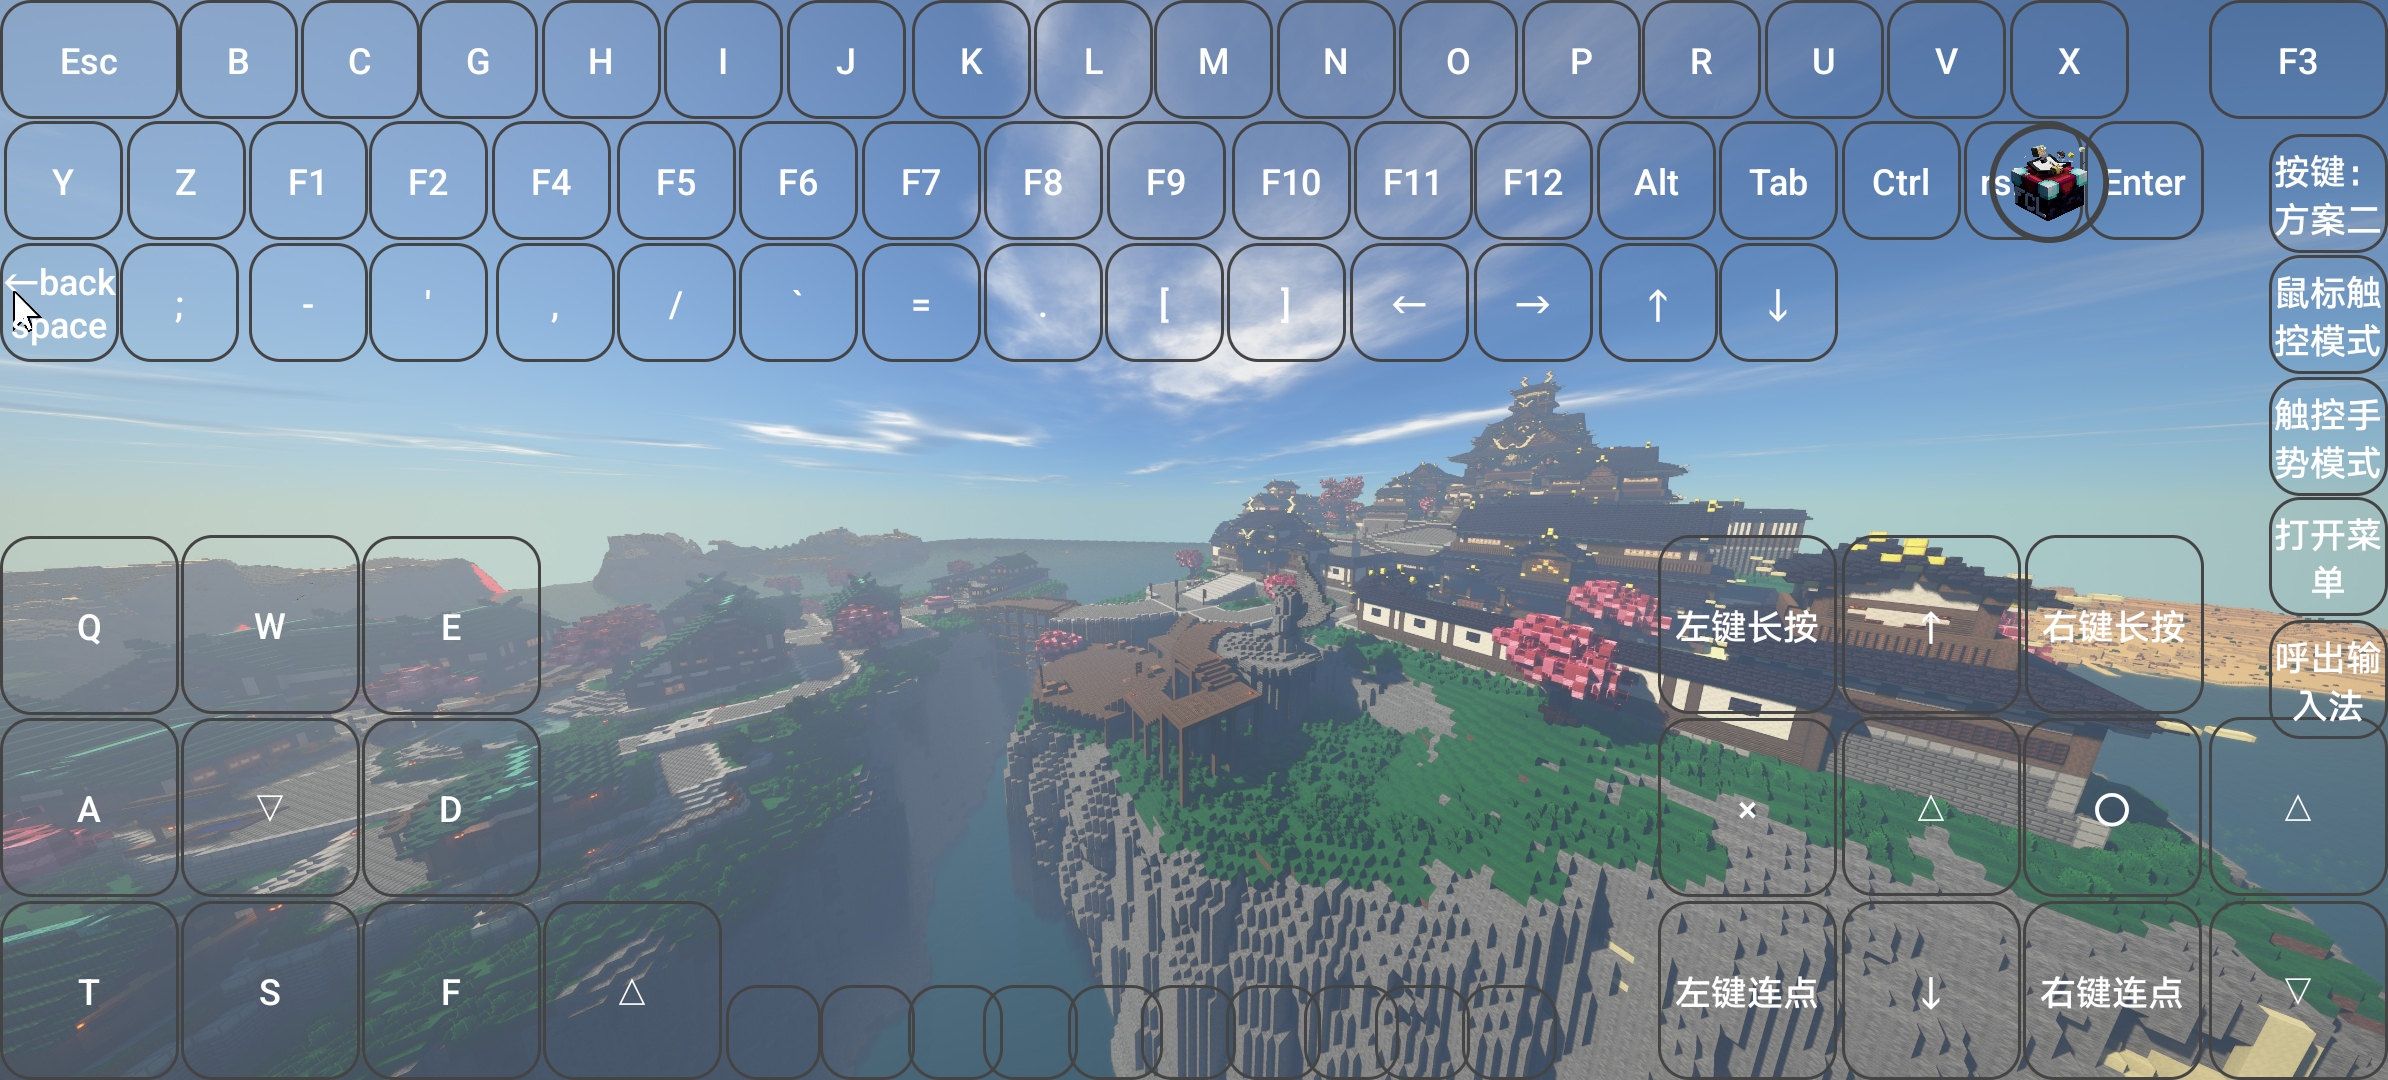 Esc B C G H I J K L M N O P R U V X F3
Y Z F1 F2 F4 F5 F6 F7 F8 F9 F10 F11 F12 Alt Tab Ctrl rs Enter
按键：
方案二
←back
space
; - ' , / ` = . [ ] ← → ↑ ↓
鼠标触
控模式
触控手
势模式
打开菜
单
Q W E 左键长按 ↑ 右键长按
呼出输
入法
A ▽ D × △ ○ △
T S F △ 左键连点 ↓ 右键连点 ▽